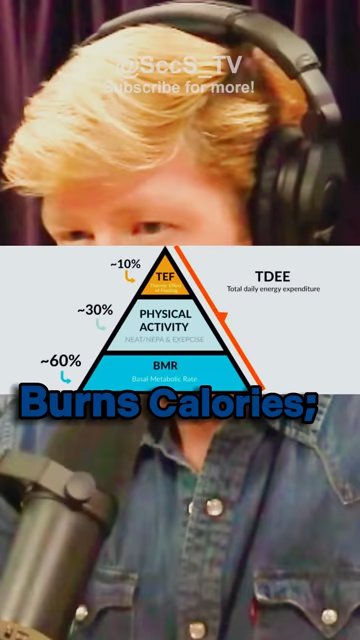 @SccS_TV
Subscribe for more!
~10%
TEF
Thermic Effect
of Feeding
TDEE
Total daily energy expenditure
~30%
PHYSICAL
ACTIVITY
NEAT/NEPA & EXERCISE
~60%
BMR
Basal Metabolic Rate
Burns Calories;